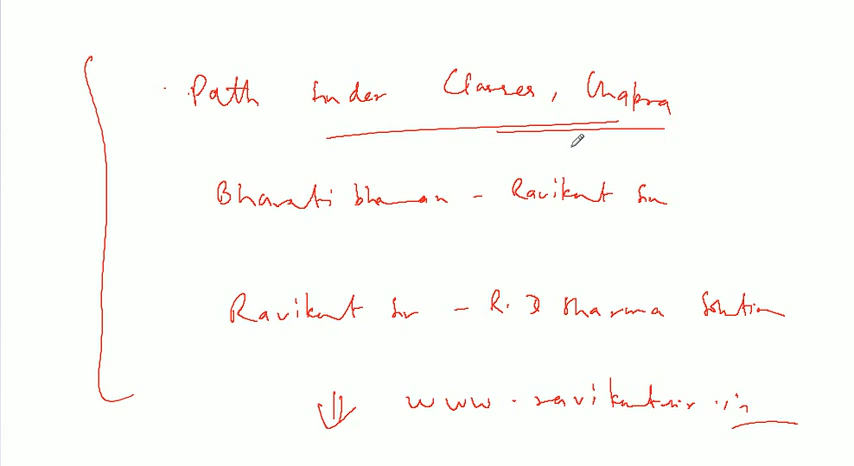 Path finder Classes, Chapra
Bharati bhawan - Ravikant Sir
Ravikant Sir - R. D Sharma Solution
⇓ www.ravikantsir.in